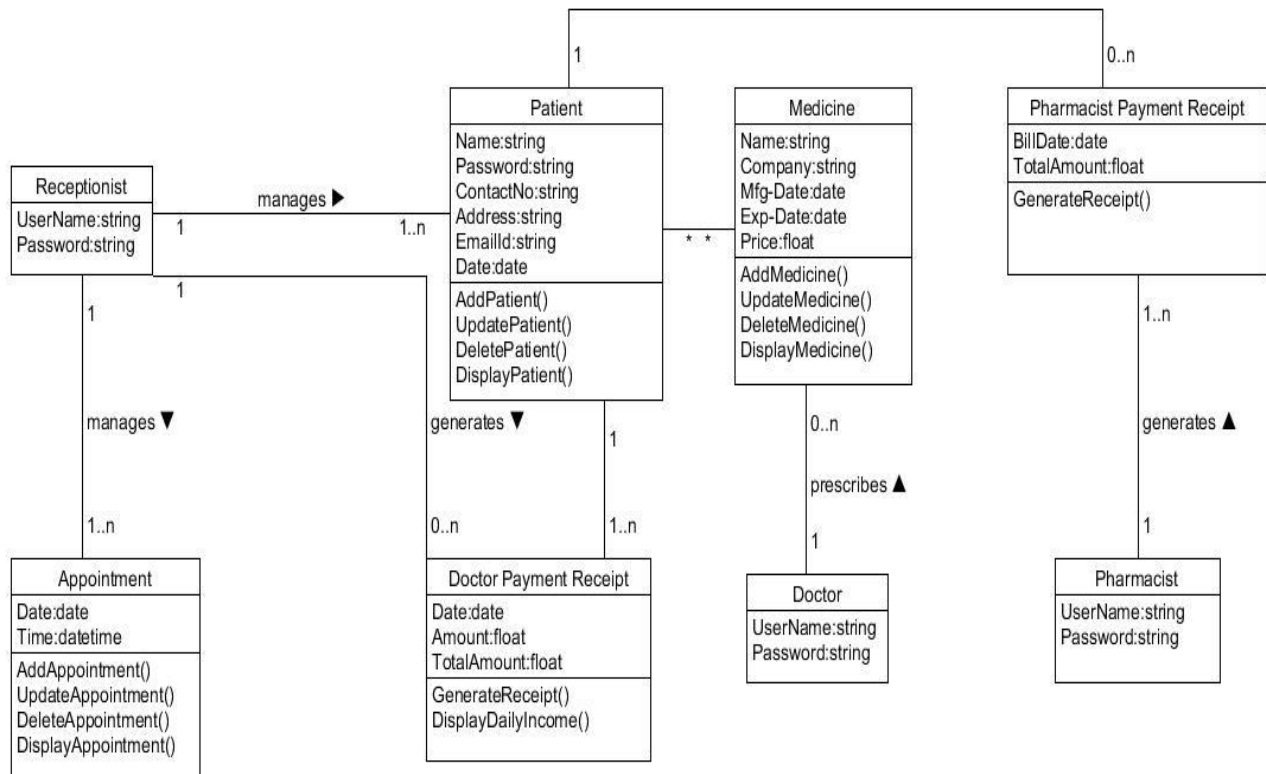 1
0..n
Patient
Name:string
Password:string
ContactNo:string
Address:string
EmailId:string
Date:date
AddPatient()
UpdatePatient()
DeletePatient()
DisplayPatient()
Medicine
Name:string
Company:string
Mfg-Date:date
Exp-Date:date
Price:float
AddMedicine()
UpdateMedicine()
DeleteMedicine()
DisplayMedicine()
Pharmacist Payment Receipt
BillDate:date
TotalAmount:float
GenerateReceipt()
Receptionist
UserName:string
Password:string
manages ▶
1
1..n
* *
1
1
manages ▼
1..n
generates ▼
0..n
1
1..n
0..n
prescribes ▲
1
1..n
generates ▲
1
Appointment
Date:date
Time:datetime
AddAppointment()
UpdateAppointment()
DeleteAppointment()
DisplayAppointment()
Doctor Payment Receipt
Date:date
Amount:float
TotalAmount:float
GenerateReceipt()
DisplayDailyIncome()
Doctor
UserName:string
Password:string
Pharmacist
UserName:string
Password:string